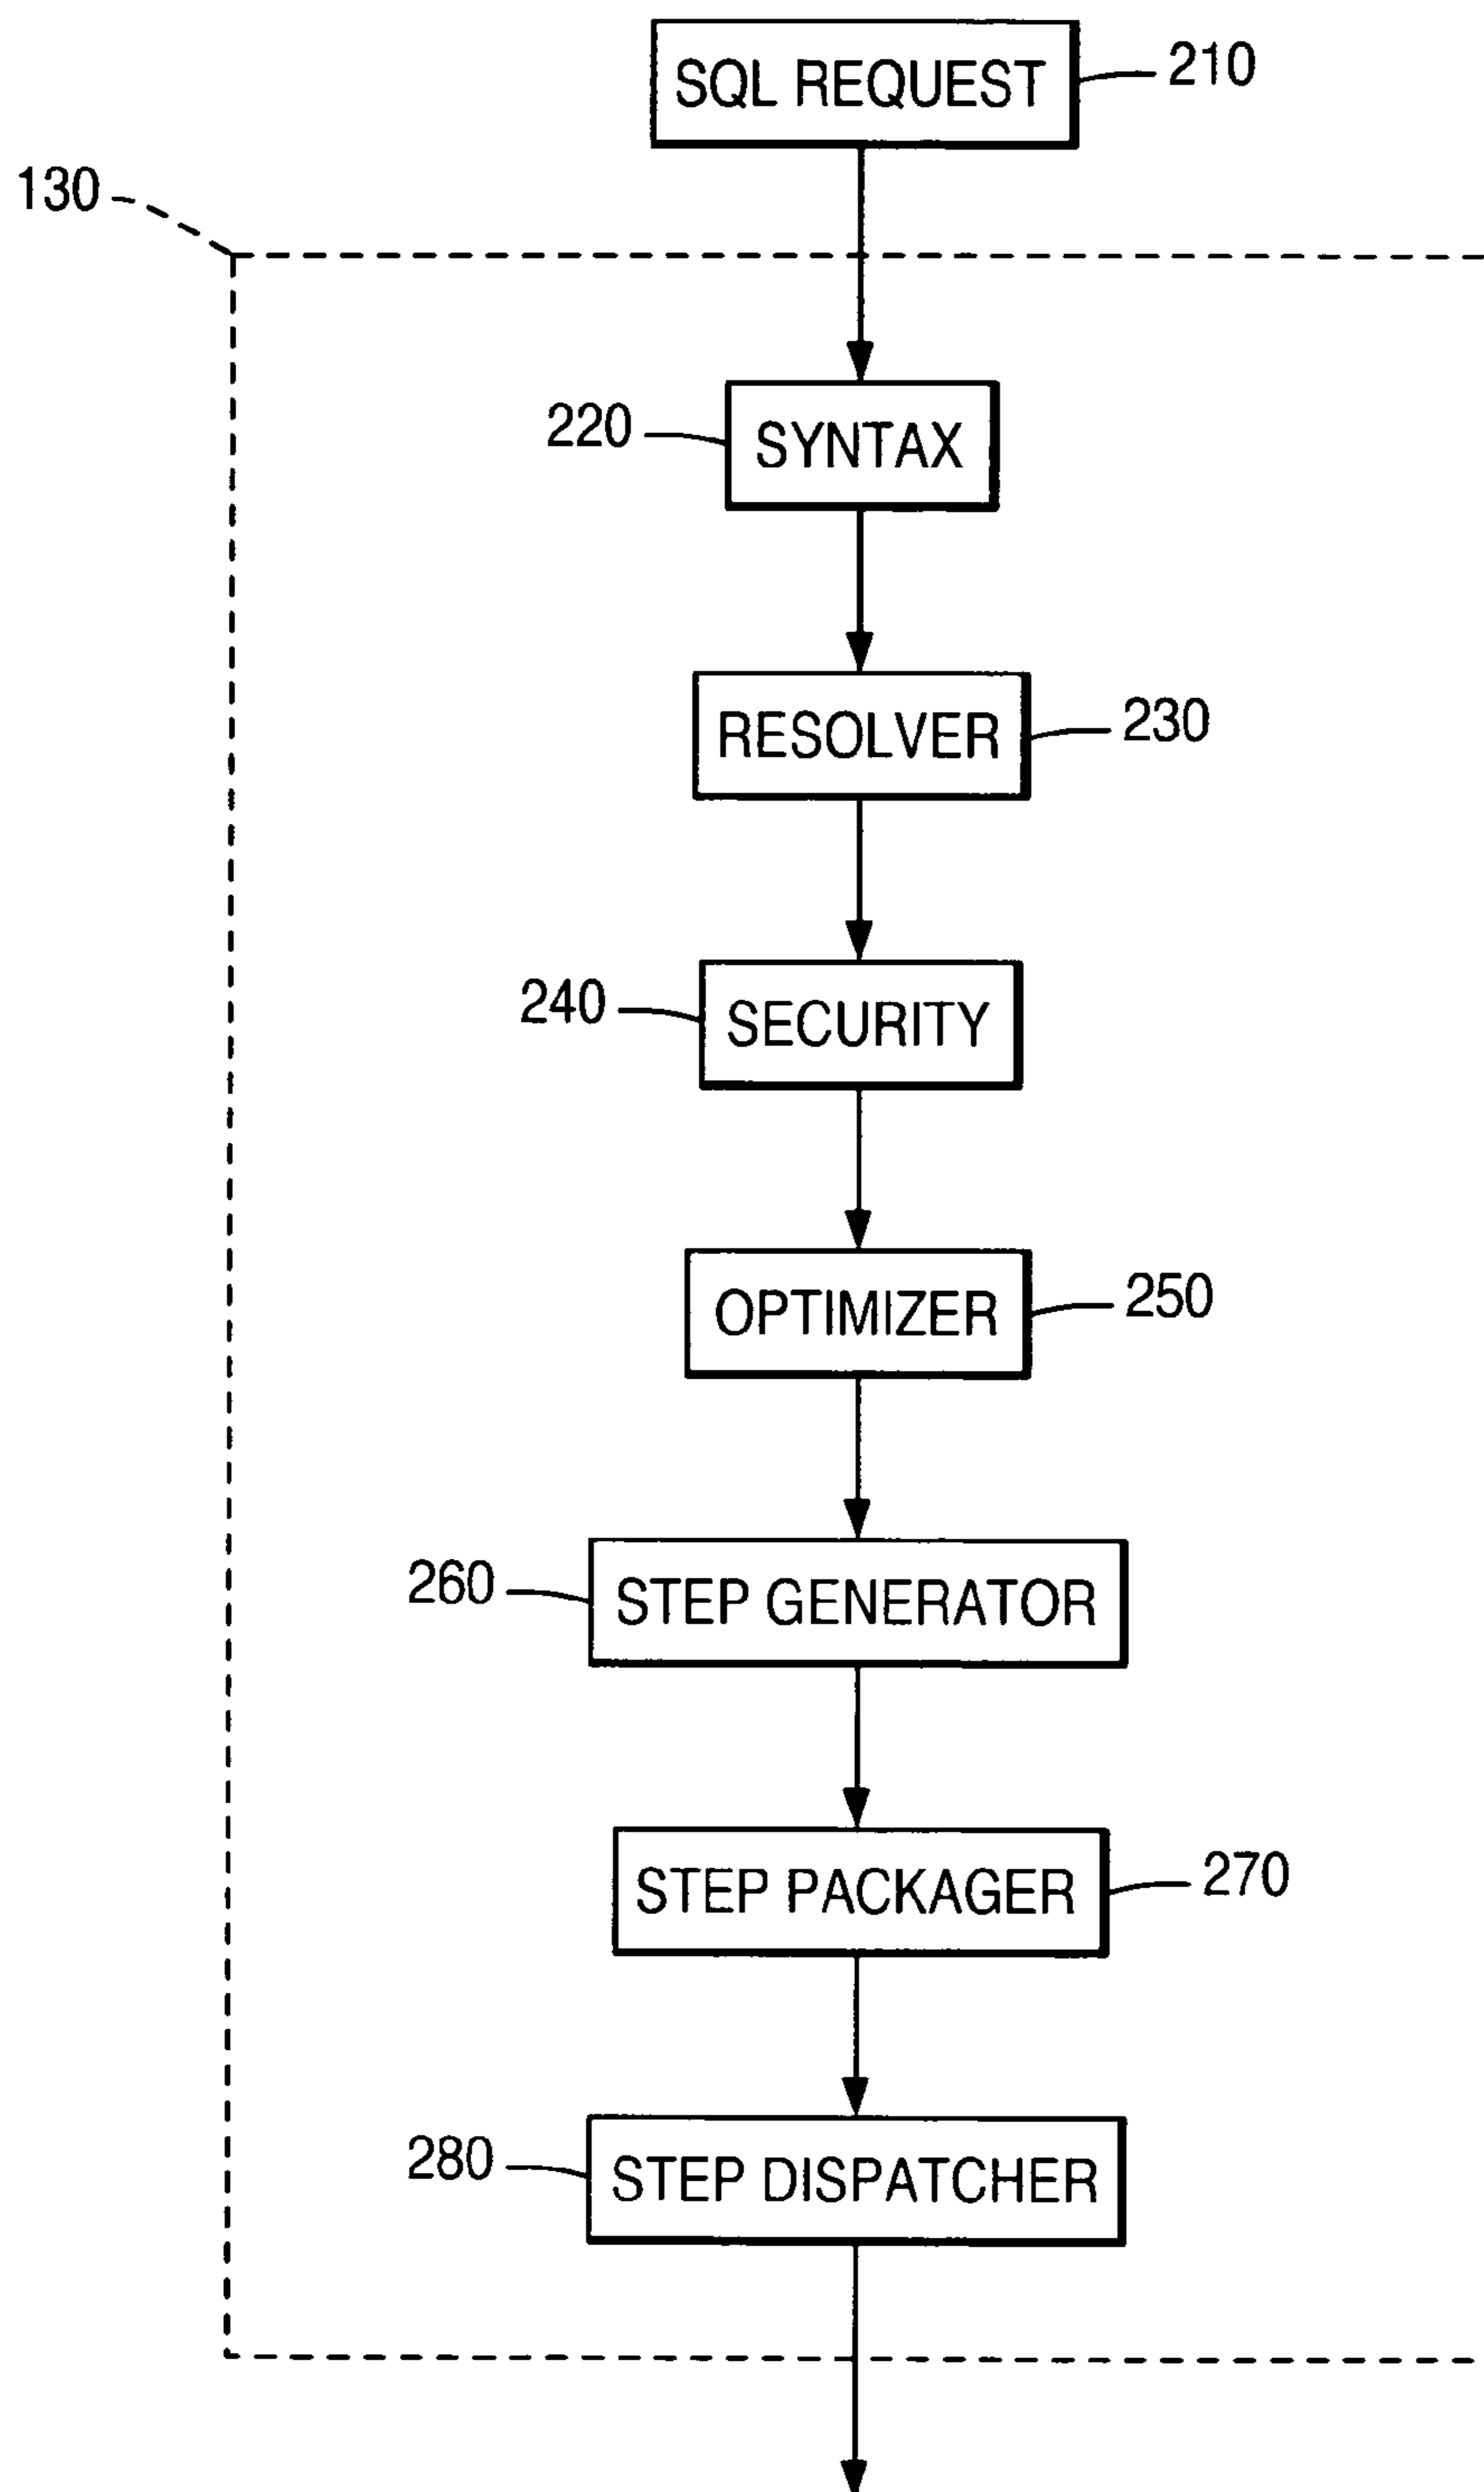 SQL REQUEST
210
130
220
SYNTAX
RESOLVER
230
240
SECURITY
OPTIMIZER
250
260
STEP GENERATOR
STEP PACKAGER
270
280
STEP DISPATCHER